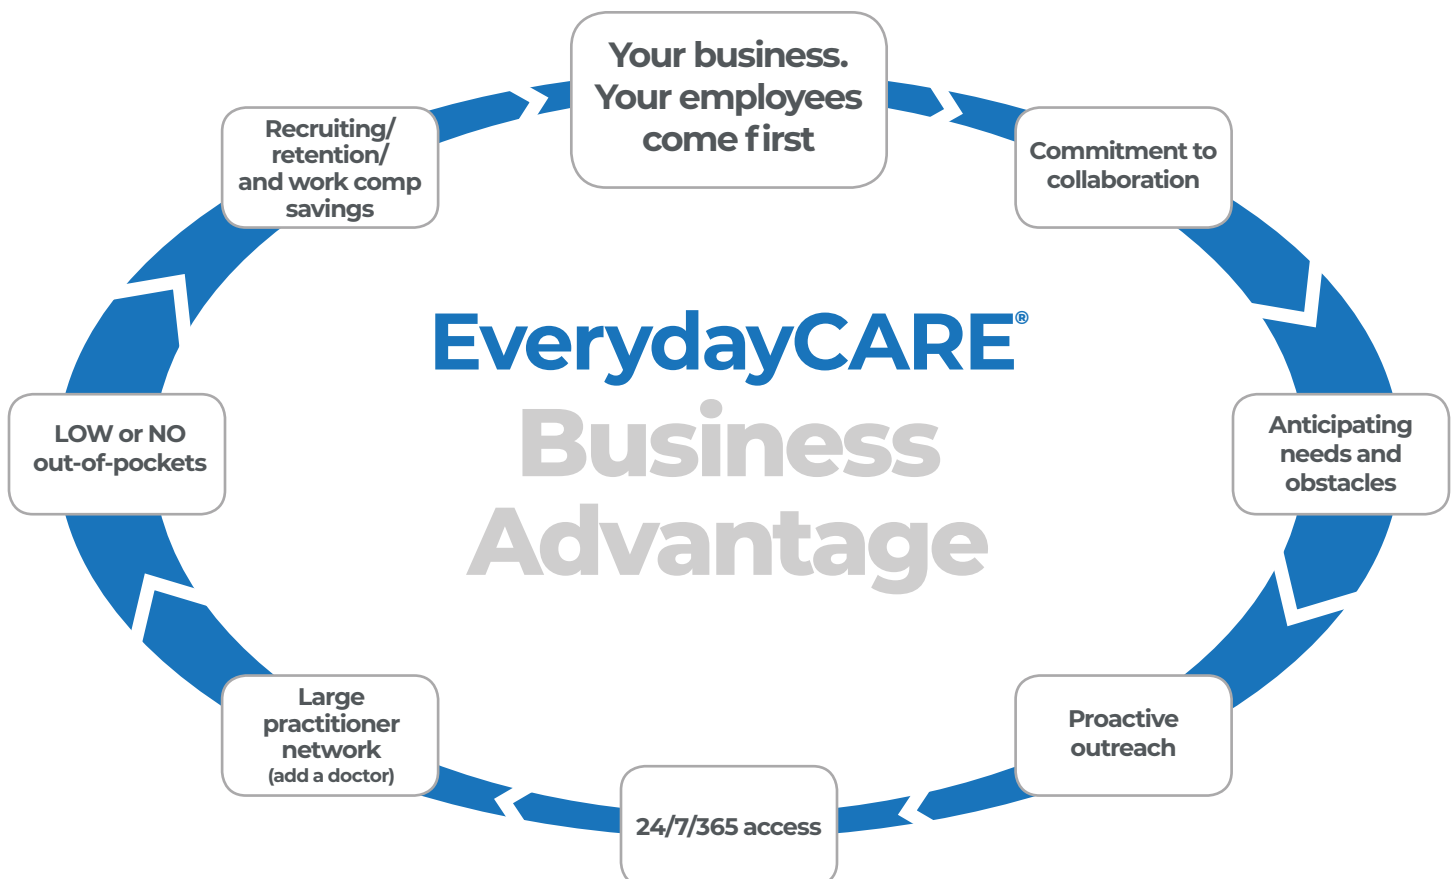 Your business.
Your employees
come first
Commitment to
collaboration
Anticipating
needs and
obstacles
Proactive
outreach
24/7/365 access
Large
practitioner
network
(add a doctor)
LOW or NO
out-of-pockets
Recruiting/
retention/
and work comp
savings
EverydayCARE®
Business
Advantage